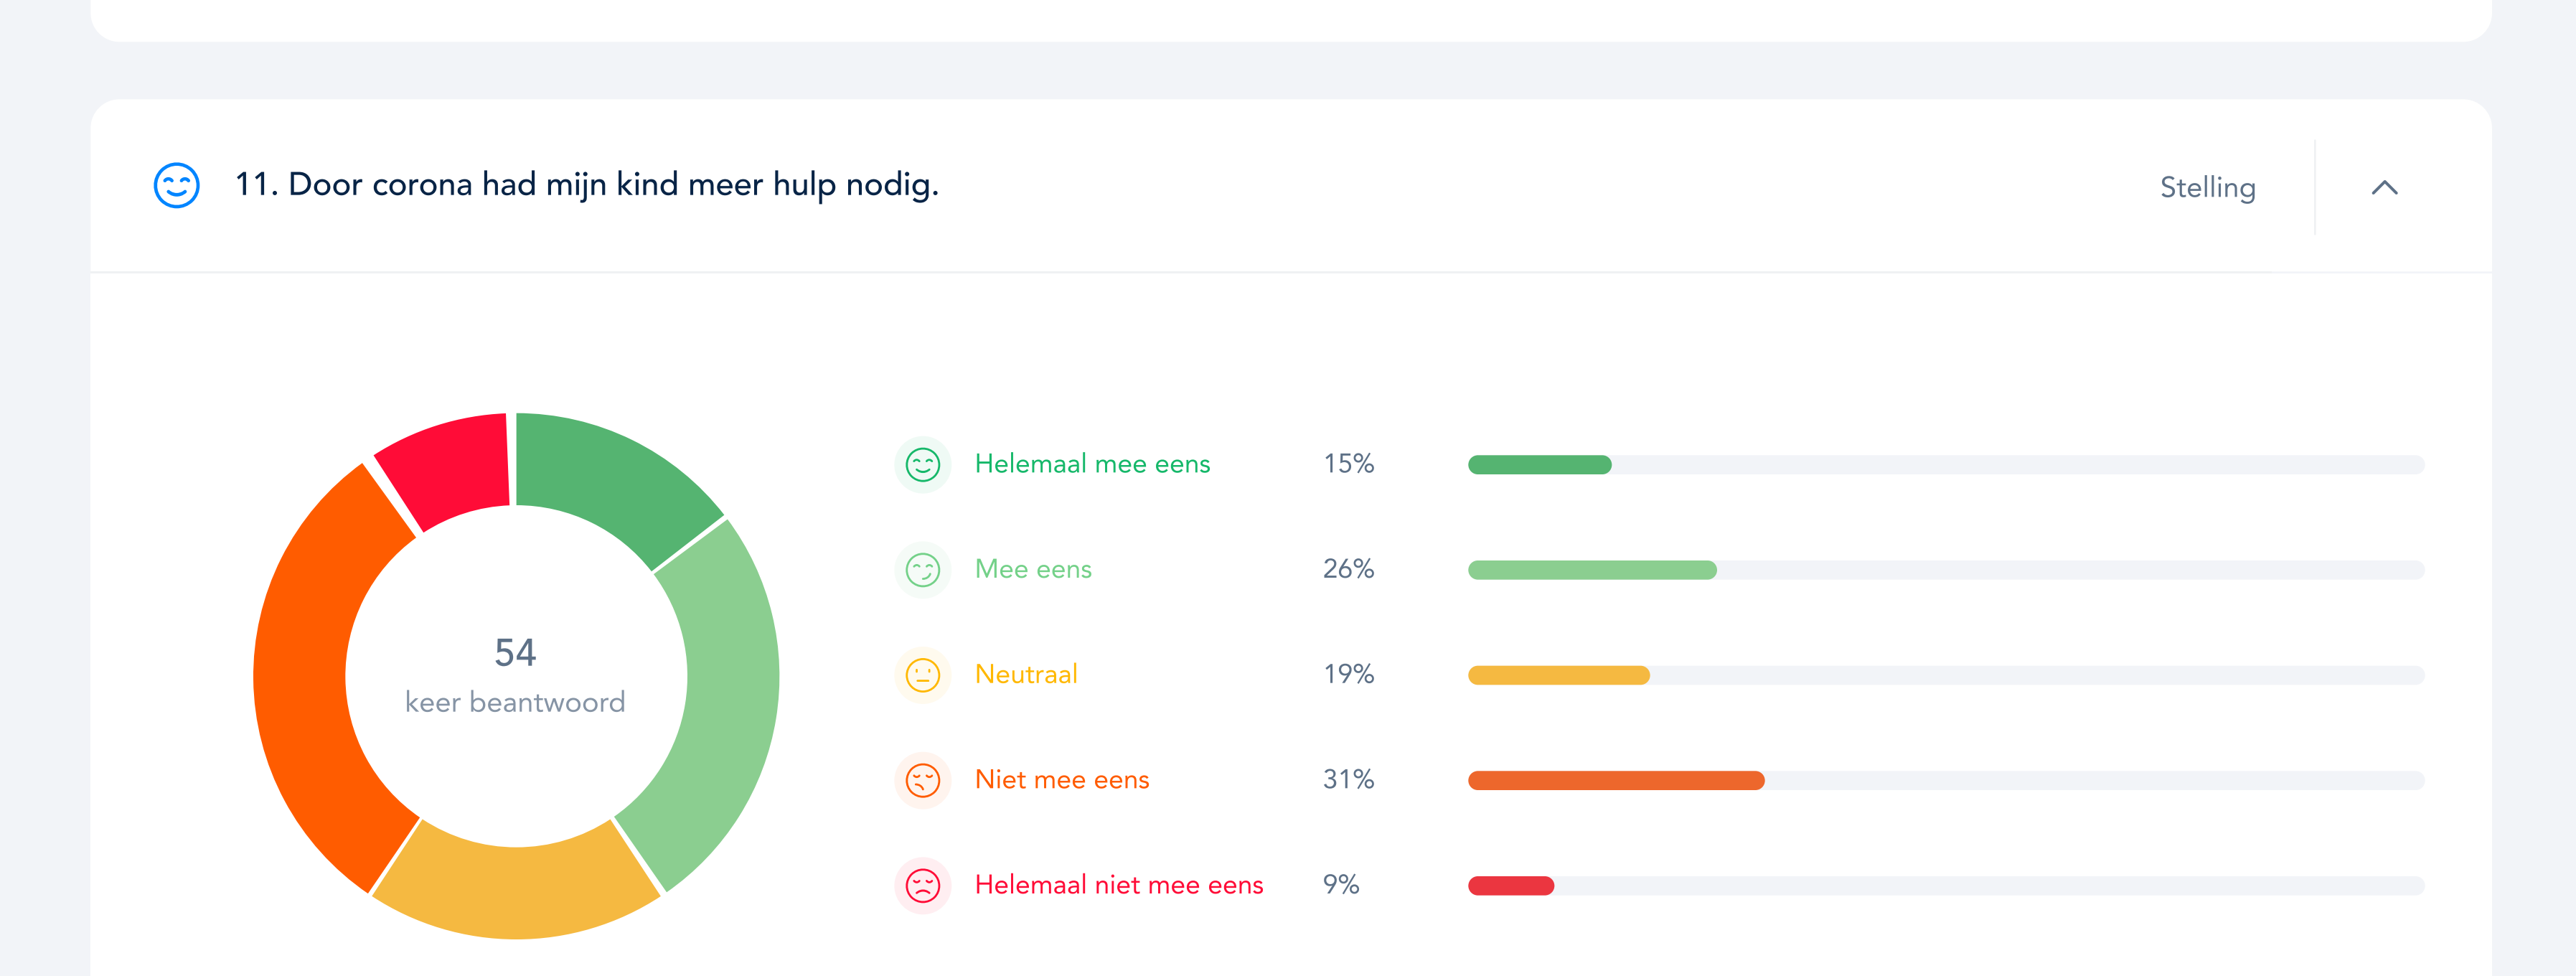 11. Door corona had mijn kind meer hulp nodig.
Stelling
54
keer beantwoord
Helemaal mee eens 15%
Mee eens 26%
Neutraal 19%
Niet mee eens 31%
Helemaal niet mee eens 9%